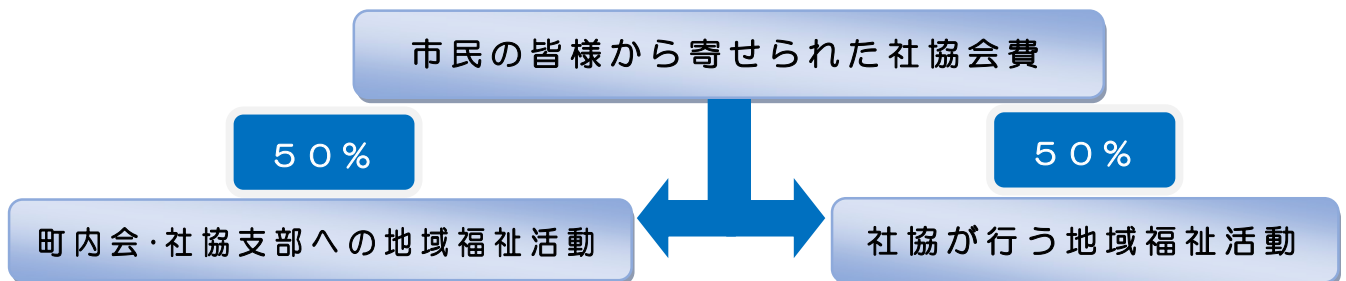 市民の皆様から寄せられた社協会費
５０％
５０％
町内会・社協支部への地域福祉活動
社協が行う地域福祉活動